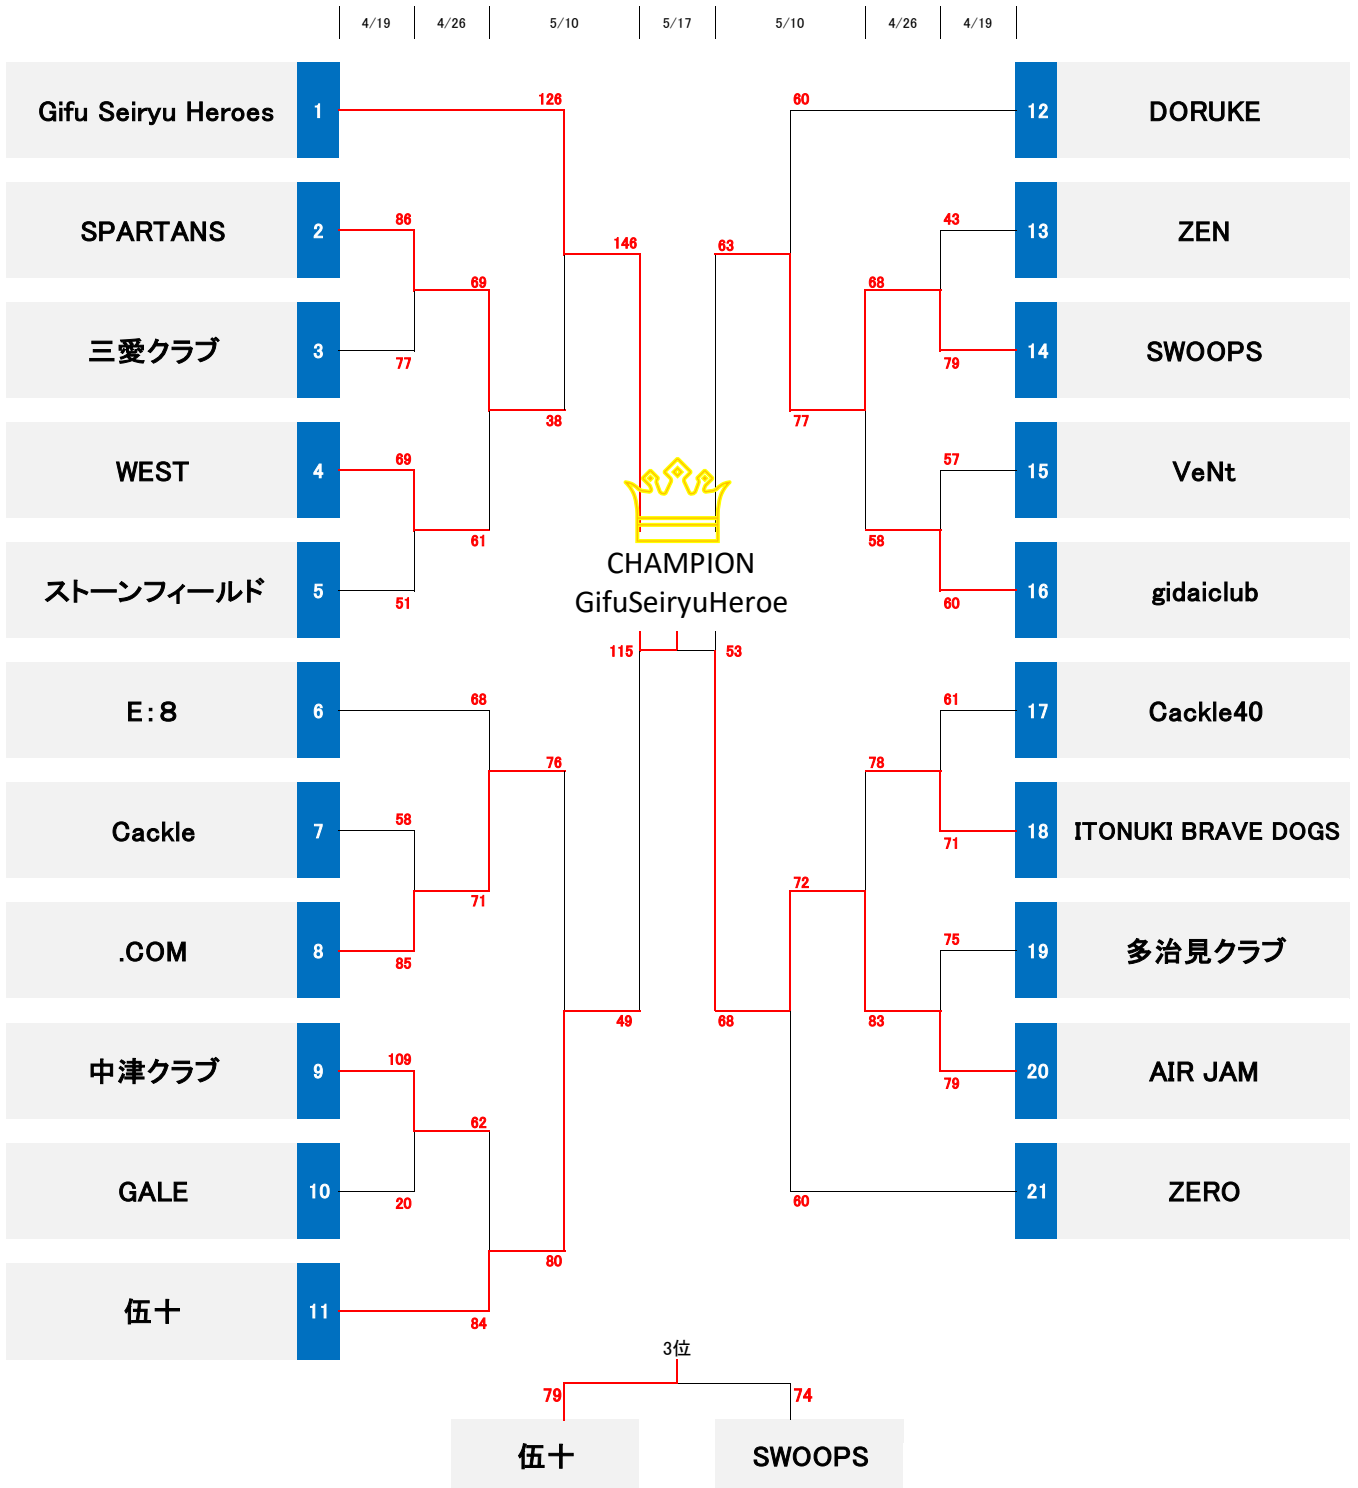 4/19 4/26 5/10 5/17 5/10 4/26 4/19
126 60
Gifu Seiryu Heroes 1 12 DORUKE
86 43
SPARTANS 2 13 ZEN
146 63
69 68
三愛クラブ 3 14 SWOOPS
77 79
38 77
69 57
WEST 4 15 VeNt
61 58
CHAMPION
GifuSeiryuHeroe
ストーンフィールド 5 16 gidaiclub
51 60
115 53
68 61
E:8 6 17 Cackle40
76 78
58
Cackle 7 18 ITONUKI BRAVE DOGS
71
72
71
75
.COM 8 19 多治見クラブ
85
49 68 83
109
中津クラブ 9 20 AIR JAM
79
62
GALE 10 21 ZERO
20 60
80
伍十 11
84
3位
79 74
伍十 SWOOPS